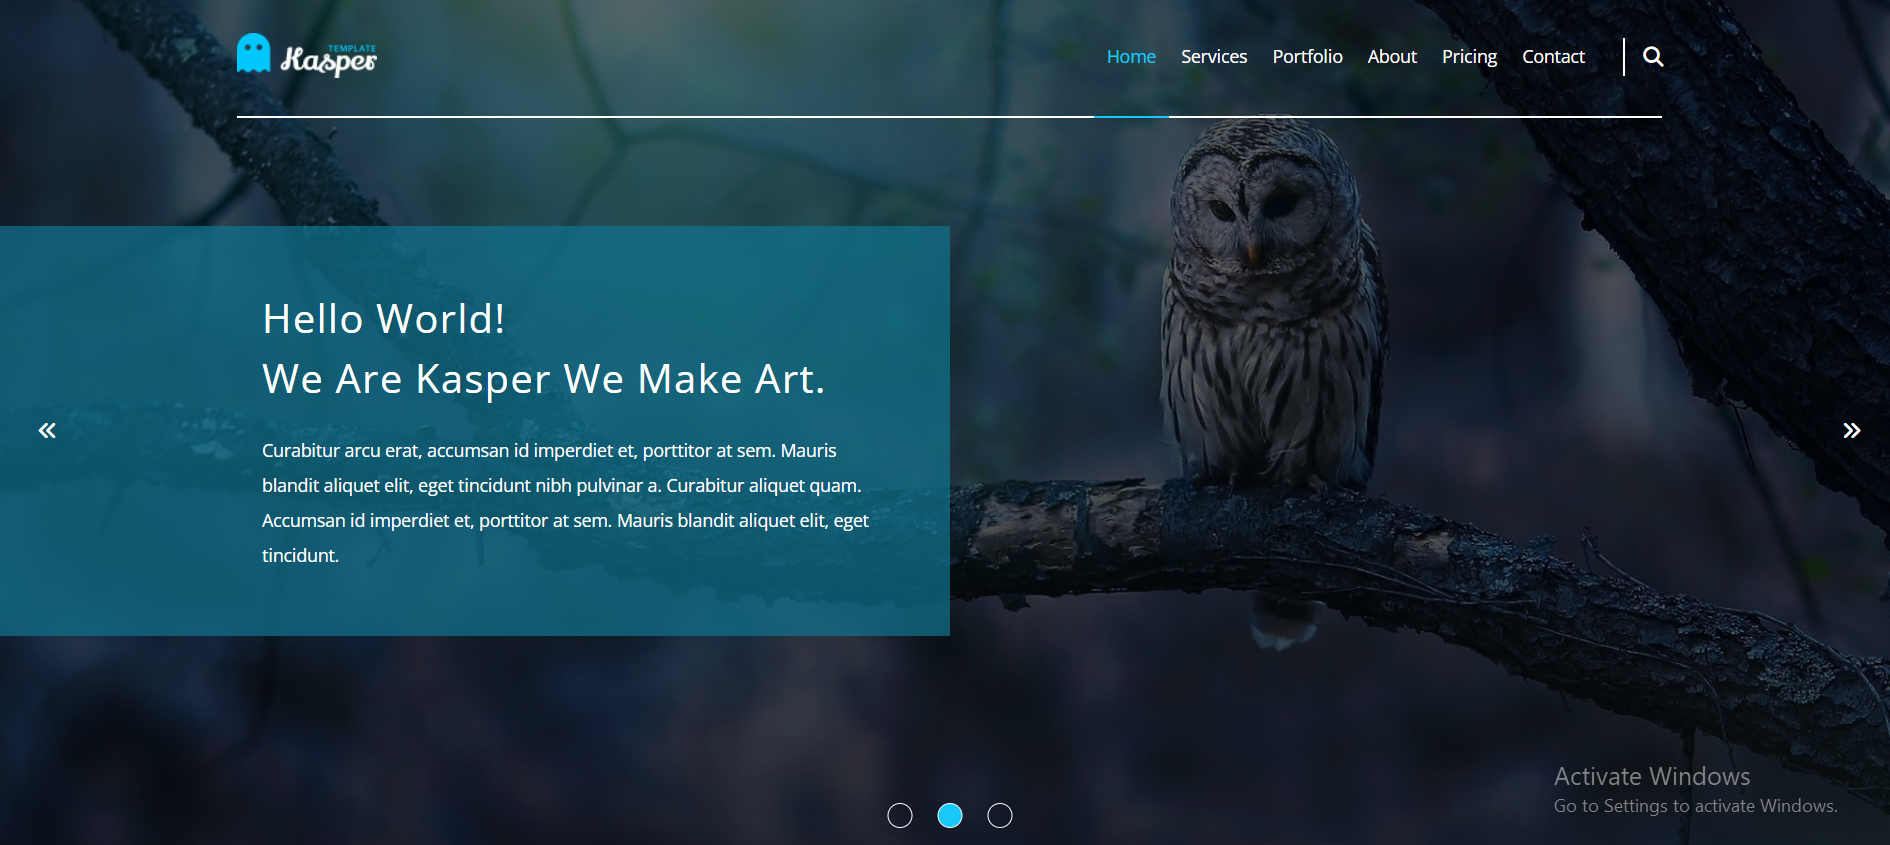 TEMPLATE
Kasper
Home Services Portfolio About Pricing Contact
Hello World!
We Are Kasper We Make Art.
Curabitur arcu erat, accumsan id imperdiet et, porttitor at sem. Mauris
blandit aliquet elit, eget tincidunt nibh pulvinar a. Curabitur aliquet quam.
Accumsan id imperdiet et, porttitor at sem. Mauris blandit aliquet elit, eget
tincidunt.
Activate Windows
Go to Settings to activate Windows.